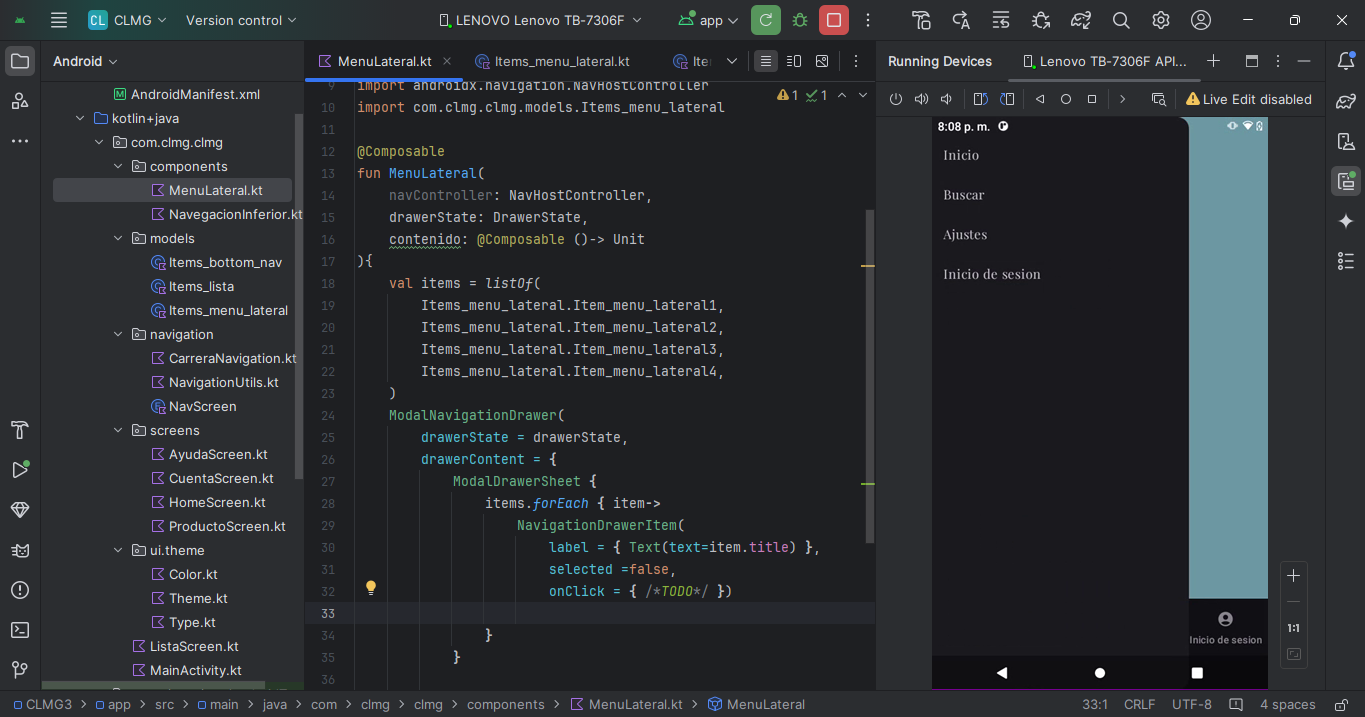 CL CLMG Version control LENOVO Lenovo TB-7306F app
Android
AndroidManifest.xml
kotlin+java
com.clmg.clmg
components
MenuLateral.kt
NavegacionInferior.kt
models
Items_bottom_nav
Items_lista
Items_menu_lateral
navigation
CarreraNavigation.kt
NavigationUtils.kt
NavScreen
screens
AyudaScreen.kt
CuentaScreen.kt
HomeScreen.kt
ProductoScreen.kt
ui.theme
Color.kt
Theme.kt
Type.kt
ListaScreen.kt
MainActivity.kt
MenuLateral.kt Items_menu_lateral.kt Ite
1 1
9 import androidx.navigation.NavHostController
10 import com.clmg.clmg.models.Items_menu_lateral
11
12 @Composable
13 fun MenuLateral(
14 navController: NavHostController,
15 drawerState: DrawerState,
16 contenido: @Composable ()-> Unit
17 ){
18 val items = listOf(
19 Items_menu_lateral.Item_menu_lateral1,
20 Items_menu_lateral.Item_menu_lateral2,
21 Items_menu_lateral.Item_menu_lateral3,
22 Items_menu_lateral.Item_menu_lateral4,
23 )
24 ModalNavigationDrawer(
25 drawerState = drawerState,
26 drawerContent = {
27 ModalDrawerSheet {
28 items.forEach { item->
29 NavigationDrawerItem(
30 label = { Text(text=item.title) },
31 selected =false,
32 onClick = { /*TODO*/ })
33
34 }
35 }
36
Running Devices Lenovo TB-7306F API...
Live Edit disabled
8:08 p. m.
Inicio
Buscar
Ajustes
Inicio de sesion
Inicio de sesion
1:1
CLMG3 > app > src > main > java > com > clmg > clmg > components > MenuLateral.kt > MenuLateral 33:1 CRLF UTF-8 4 spaces